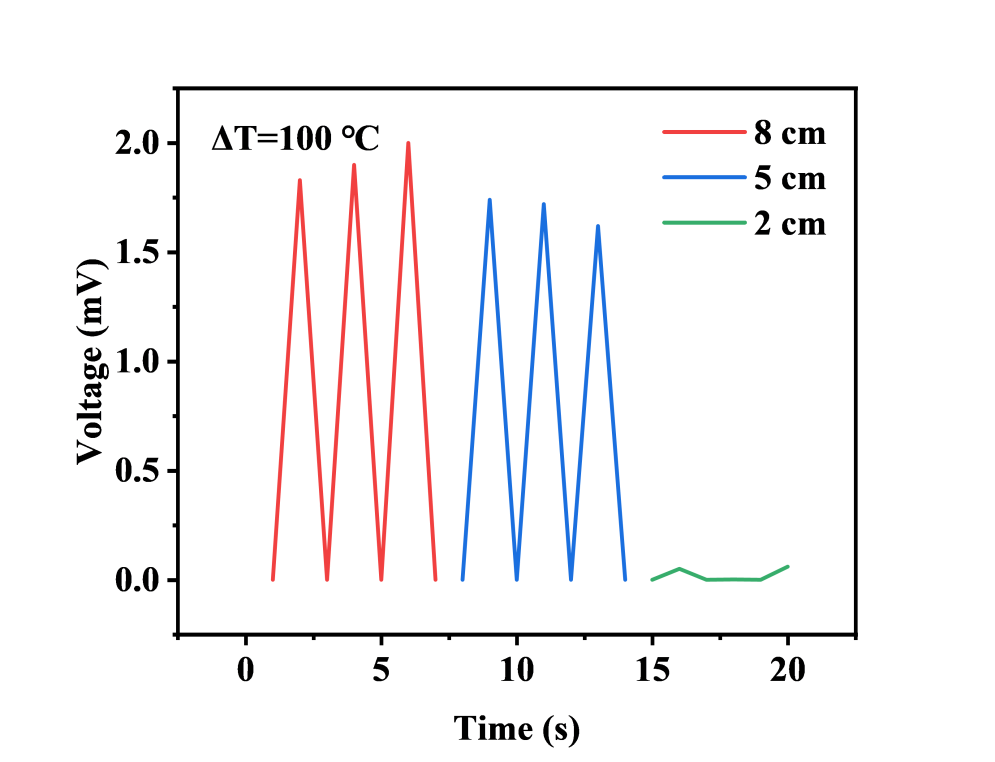 ΔT=100 ℃
8 cm
5 cm
2 cm
Voltage (mV)
2.0
1.5
1.0
0.5
0.0
0 5 10 15 20
Time (s)